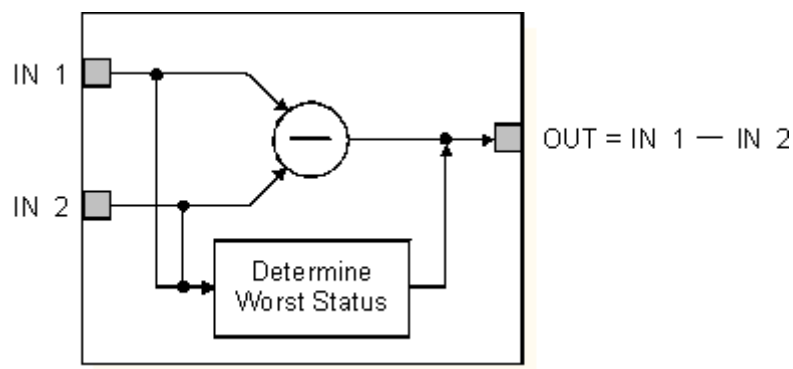 IN 1
OUT = IN 1 — IN 2
IN 2
Determine
Worst Status